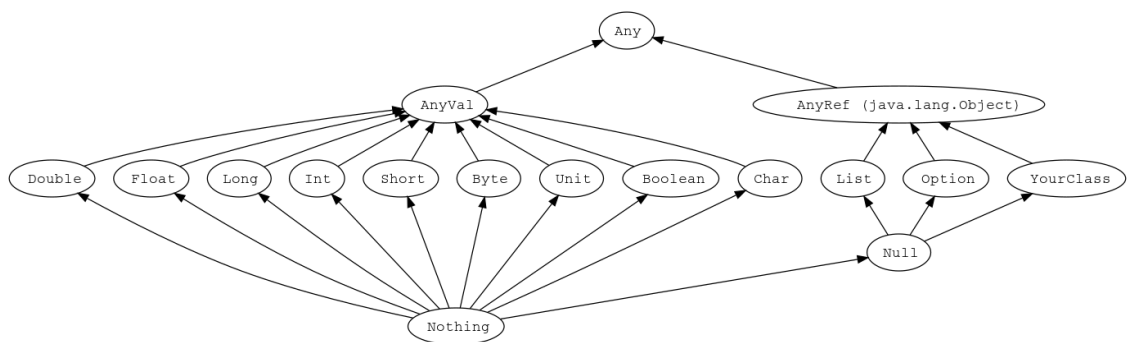 Any
AnyVal
AnyRef (java.lang.Object)
Double
Float
Long
Int
Short
Byte
Unit
Boolean
Char
List
Option
YourClass
Null
Nothing